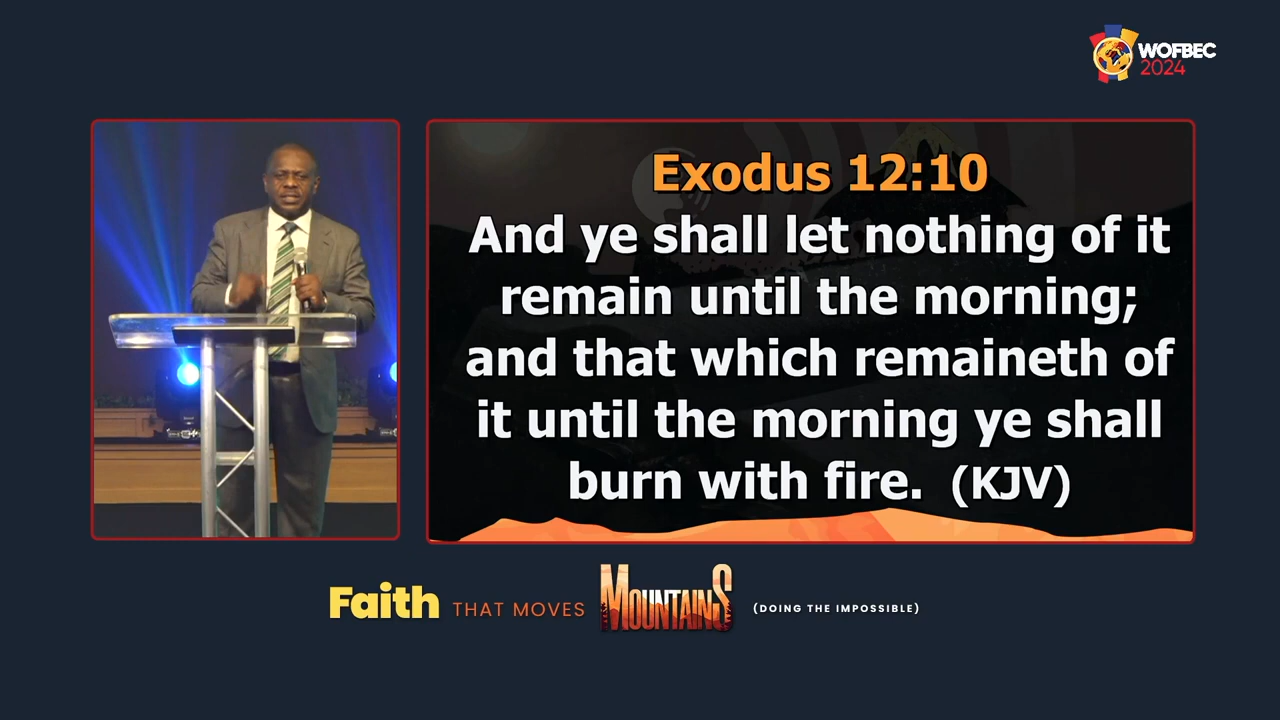 WOFBEC
2024
Exodus 12:10
And ye shall let nothing of it
remain until the morning;
and that which remaineth of
it until the morning ye shall
burn with fire.  (KJV)
Faith THAT MOVES MOUNTAINS (DOING THE IMPOSSIBLE)